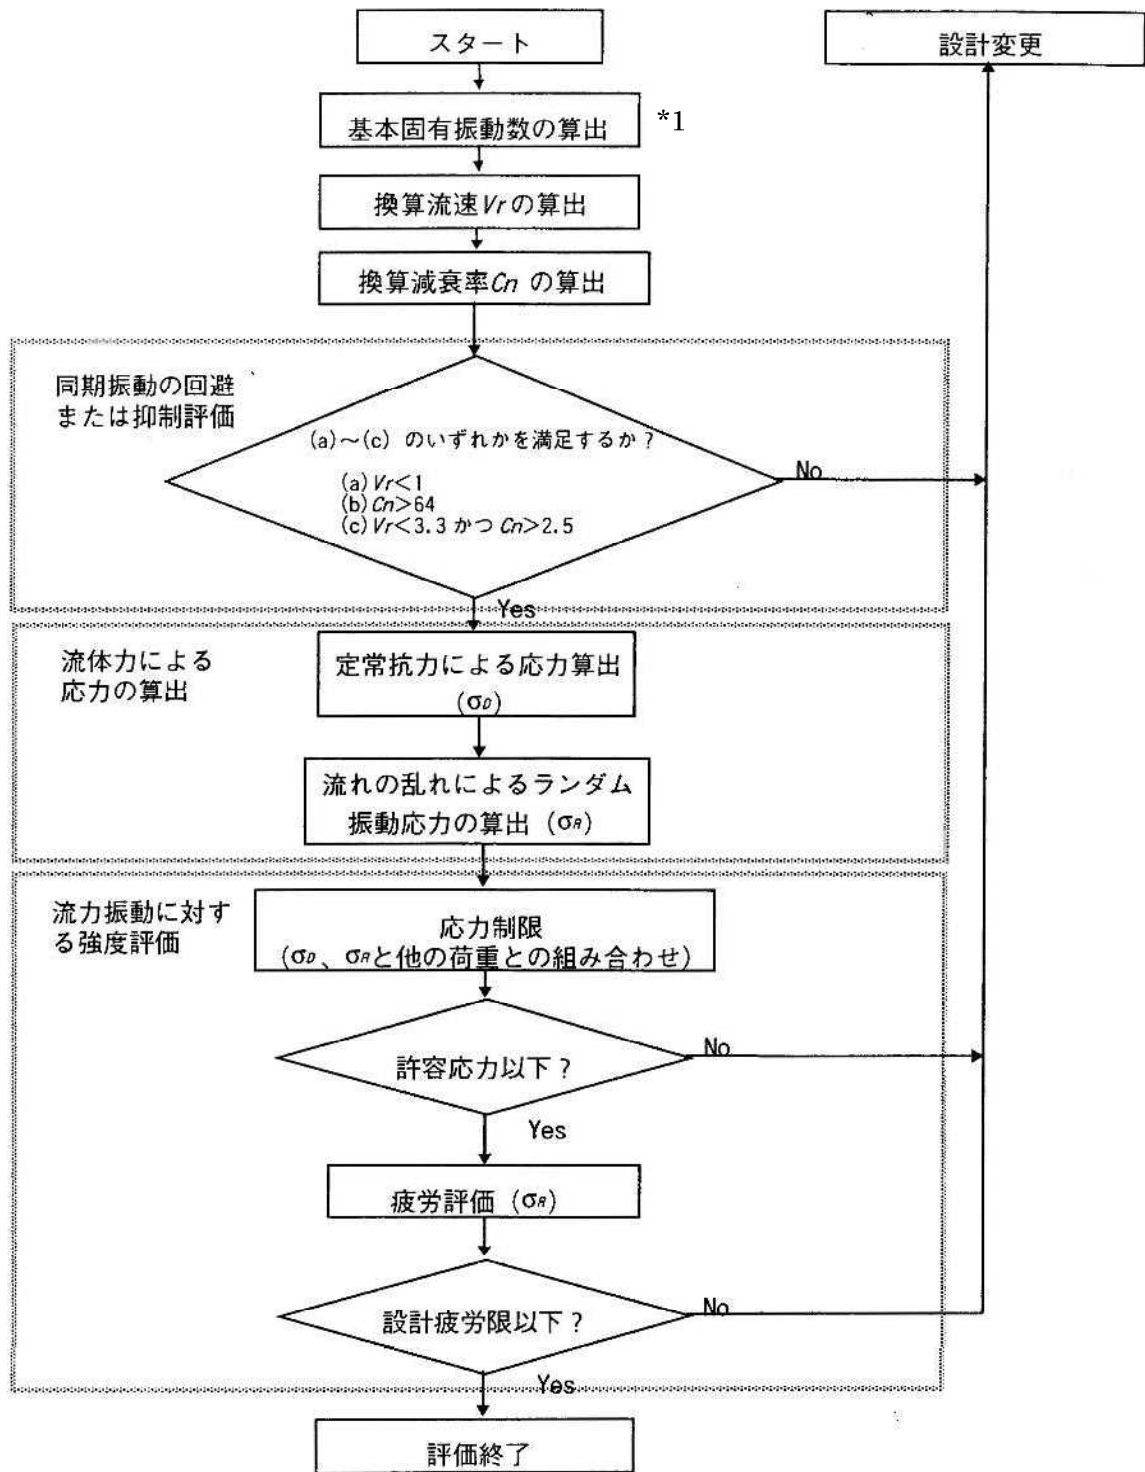 スタート
設計変更
基本固有振動数の算出
*1
換算流速Vrの算出
換算減衰率Cn の算出
同期振動の回避
または抑制評価
(a)～(c) のいずれかを満足するか？
(a) Vr＜1
(b) Cn＞64
(c) Vr＜3.3 かつ Cn＞2.5
No
Yes
流体力による
応力の算出
定常抗力による応力算出
(σD)
流れの乱れによるランダム
振動応力の算出 (σR)
流力振動に対す
る強度評価
応力制限
(σD、σRと他の荷重との組み合わせ)
許容応力以下？
No
Yes
疲労評価 (σR)
設計疲労限以下？
No
Yes
評価終了